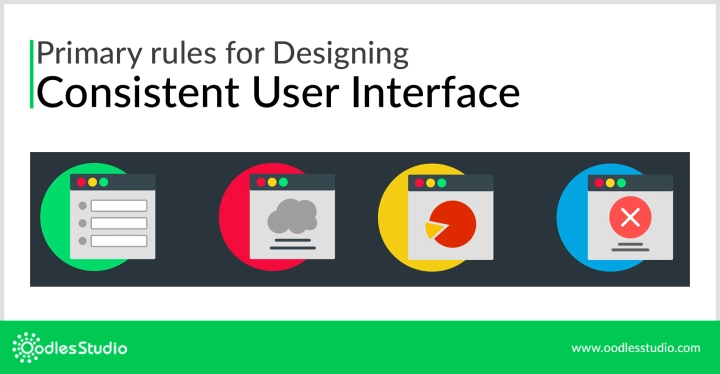 Primary rules for Designing
Consistent User Interface
OodlesStudio
www.oodlesstudio.com